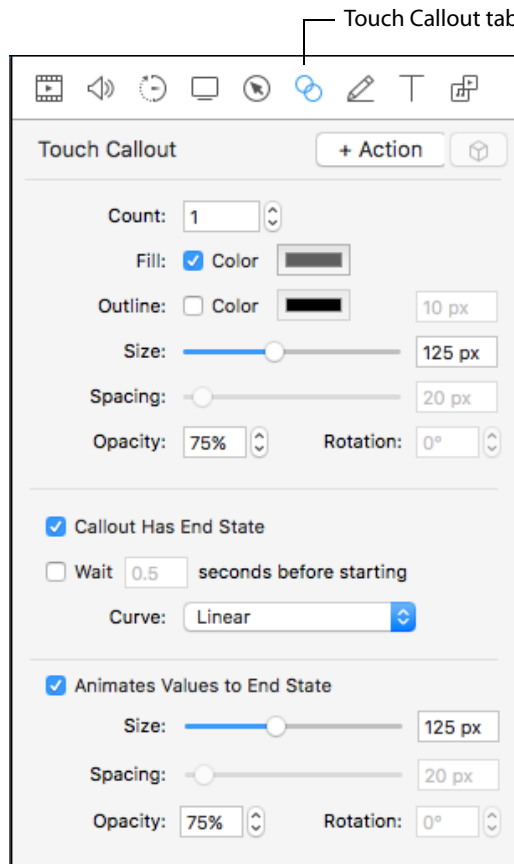 Touch Callout tab
Touch Callout + Action
Count: 1
Fill: Color
Outline: Color 10 px
Size: 125 px
Spacing: 20 px
Opacity: 75% Rotation: 0°
Callout Has End State
Wait 0.5 seconds before starting
Curve: Linear
Animates Values to End State
Size: 125 px
Spacing: 20 px
Opacity: 75% Rotation: 0°